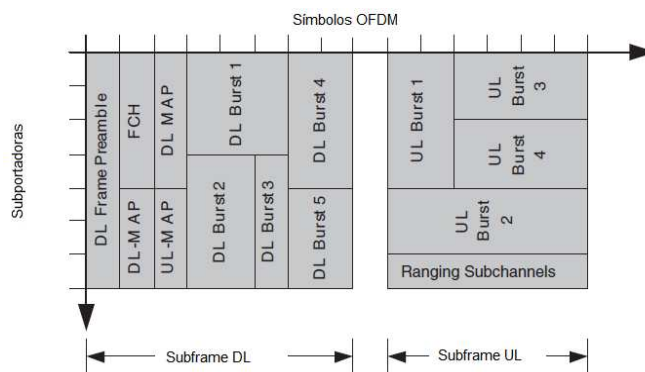 Símbolos OFDM
Subportadoras
DL Frame Preamble
FCH
DL-MAP
DL MAP
UL-MAP
DL Burst 1
DL Burst2
DL Burst 3
DL Burst 4
DL Burst 5
UL Burst 1
UL
Burst
3
UL
Burst
4
UL
Burst
2
Ranging Subchannels
Subframe DL
Subframe UL